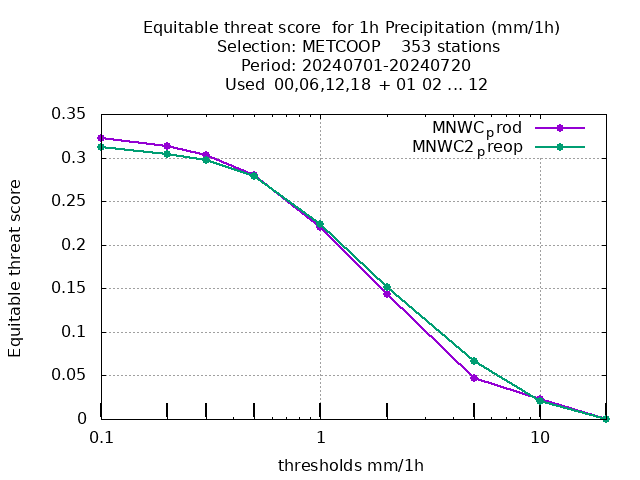 Equitable threat score  for 1h Precipitation (mm/1h)
Selection: METCOOP    353 stations
Period: 20240701-20240720
Used  00,06,12,18 + 01 02 ... 12
MNWCprod
MNWC2preop
0.35
0.3
0.25
0.2
0.15
0.1
0.05
0
Equitable threat score
0.1
1
10
thresholds mm/1h